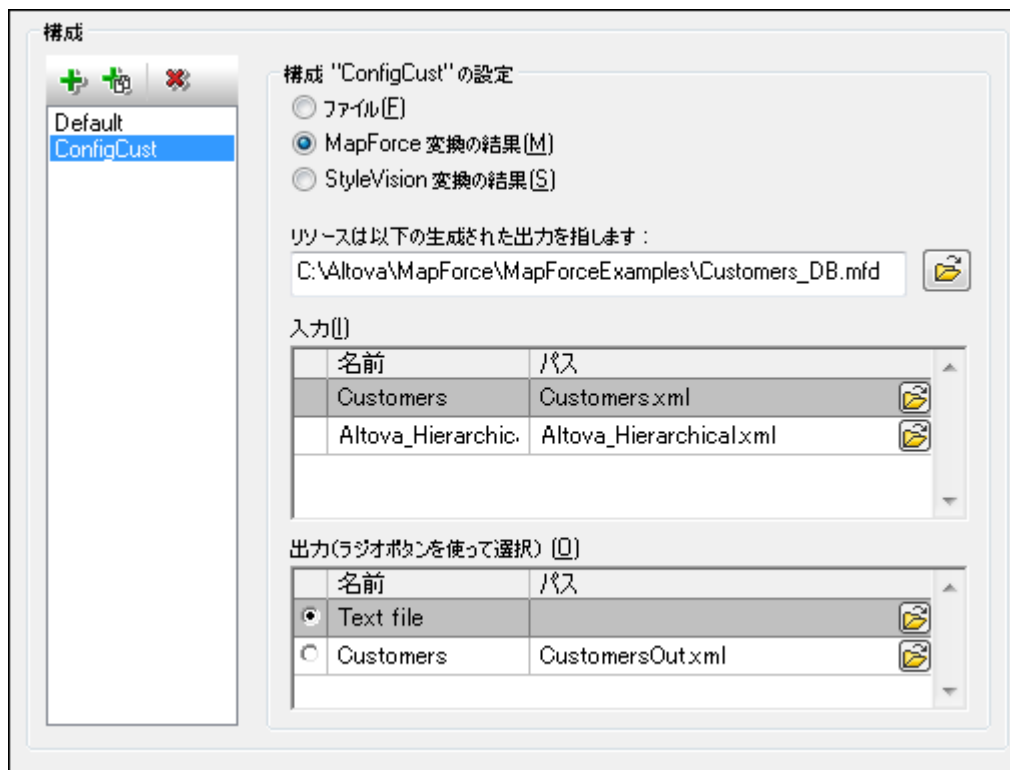 構成
Default
ConfigCust
構成 "ConfigCust" の設定
ファイル(F)
MapForce 変換の結果(M)
StyleVision 変換の結果(S)
リソースは以下の生成された出力を指します：
C:\Altova\MapForce\MapForceExamples\Customers_DB.mfd
入力(I)
名前 パス
Customers Customers.xml
Altova_Hierarchic. Altova_Hierarchical.xml
出力(ラジオボタンを使って選択) (O)
名前 パス
Text file
Customers CustomersOut.xml